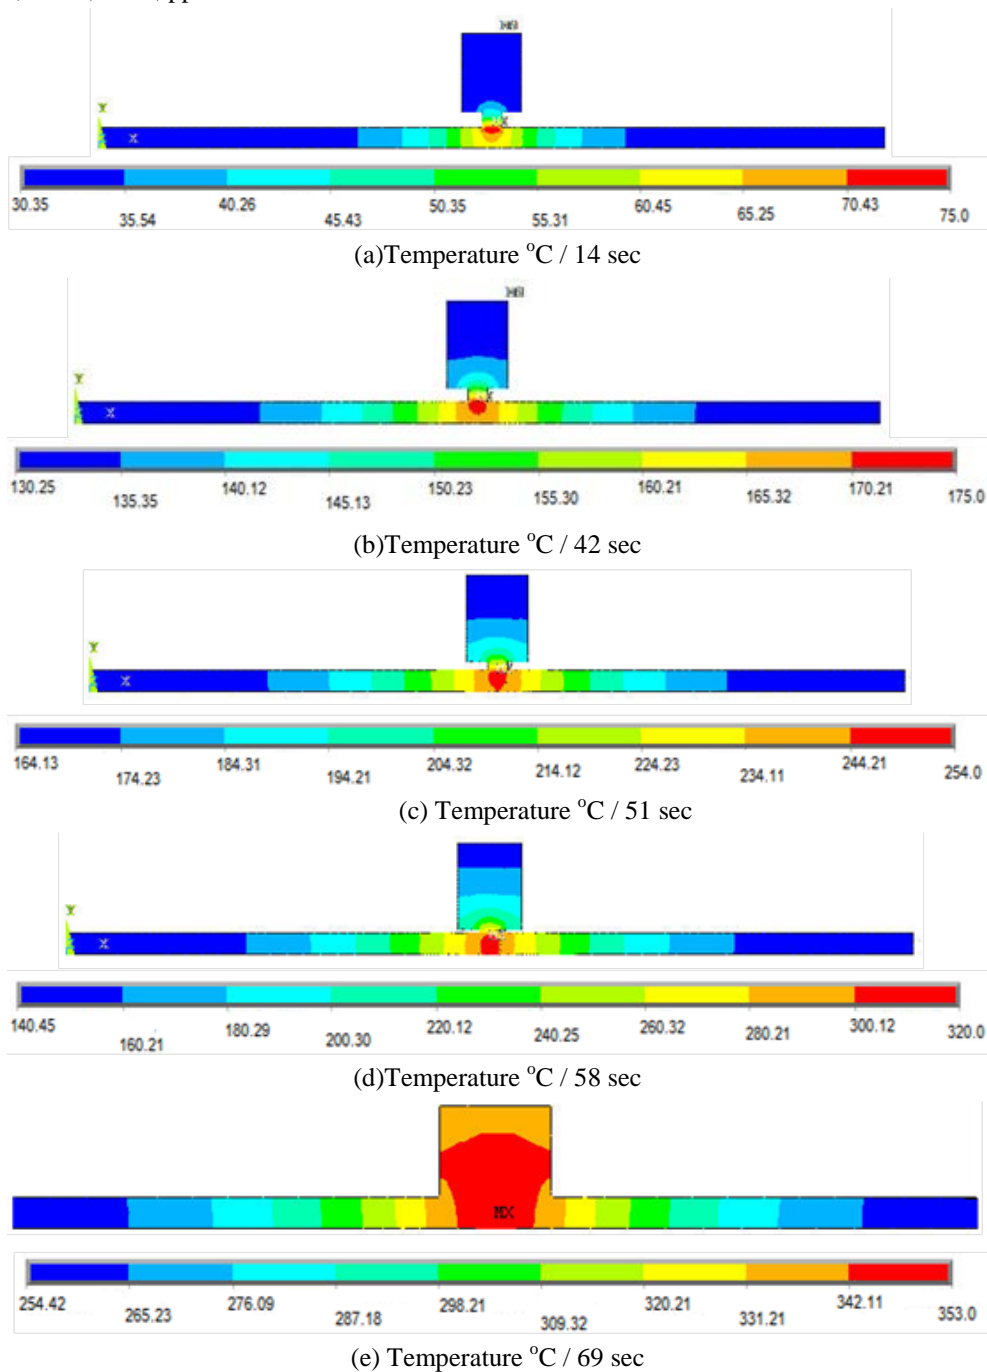 Y
X
X
30.35 40.26 50.35 60.45 70.43
35.54 45.43 55.31 65.25 75.0
(a)Temperature °C / 14 sec
Y
X
X
130.25 140.12 150.23 160.21 170.21
135.35 145.13 155.30 165.32 175.0
(b)Temperature °C / 42 sec
Y
X
164.13 184.31 204.32 224.23 244.21
174.23 194.21 214.12 234.11 254.0
(c) Temperature °C / 51 sec
Y
X
140.45 180.29 220.12 260.32 300.12
160.21 200.30 240.25 280.21 320.0
(d)Temperature °C / 58 sec
MX
254.42 276.09 298.21 320.21 342.11
265.23 287.18 309.32 331.21 353.0
(e) Temperature °C / 69 sec